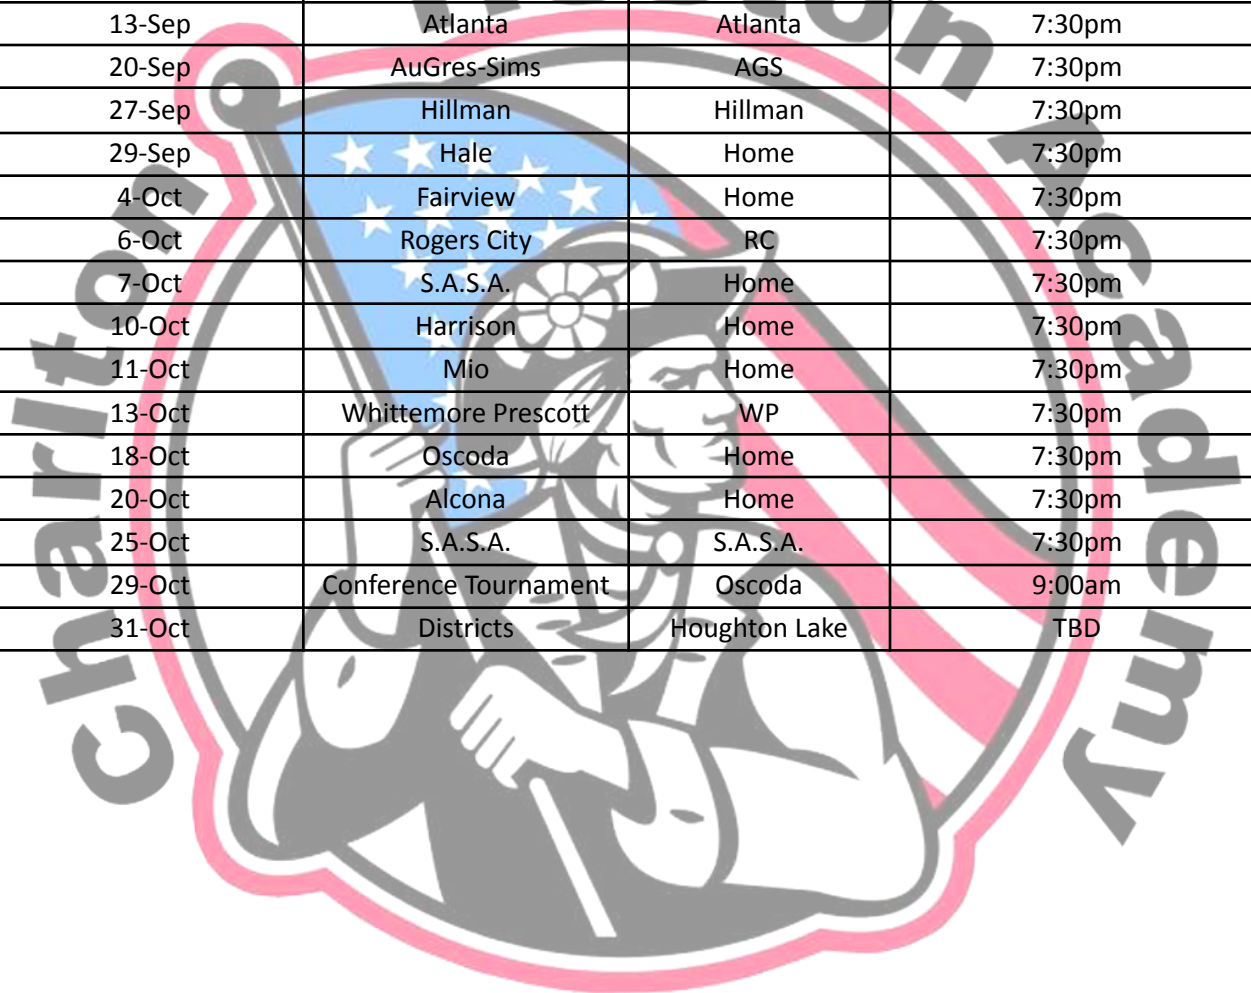 13-Sep Atlanta Atlanta 7:30pm
20-Sep AuGres-Sims AGS 7:30pm
27-Sep Hillman Hillman 7:30pm
29-Sep Hale Home 7:30pm
4-Oct Fairview Home 7:30pm
6-Oct Rogers City RC 7:30pm
7-Oct S.A.S.A. Home 7:30pm
10-Oct Harrison Home 7:30pm
11-Oct Mio Home 7:30pm
13-Oct Whittemore Prescott WP 7:30pm
18-Oct Oscoda Home 7:30pm
20-Oct Alcona Home 7:30pm
25-Oct S.A.S.A. S.A.S.A. 7:30pm
29-Oct Conference Tournament Oscoda 9:00am
31-Oct Districts Houghton Lake TBD
Charlton
Academy